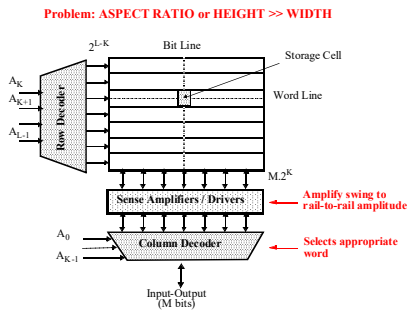 Problem: ASPECT RATIO or HEIGHT >> WIDTH
2^{L-K}
Bit Line
Storage Cell
A_K
A_{K+1}
A_{L-1}
Row Decoder
Word Line
M.2^K
Sense Amplifiers / Drivers
Amplify swing to
rail-to-rail amplitude
A_0
A_{K-1}
Column Decoder
Selects appropriate
word
Input-Output
(M bits)